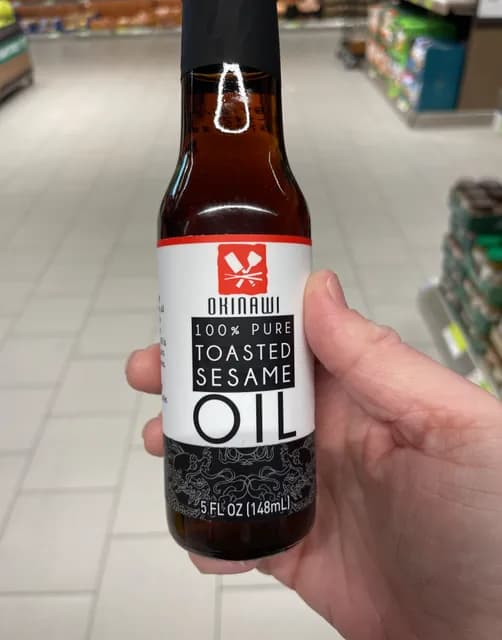 OKINAWI
100% PURE
TOASTED
SESAME
OIL
5 FL OZ (148mL)